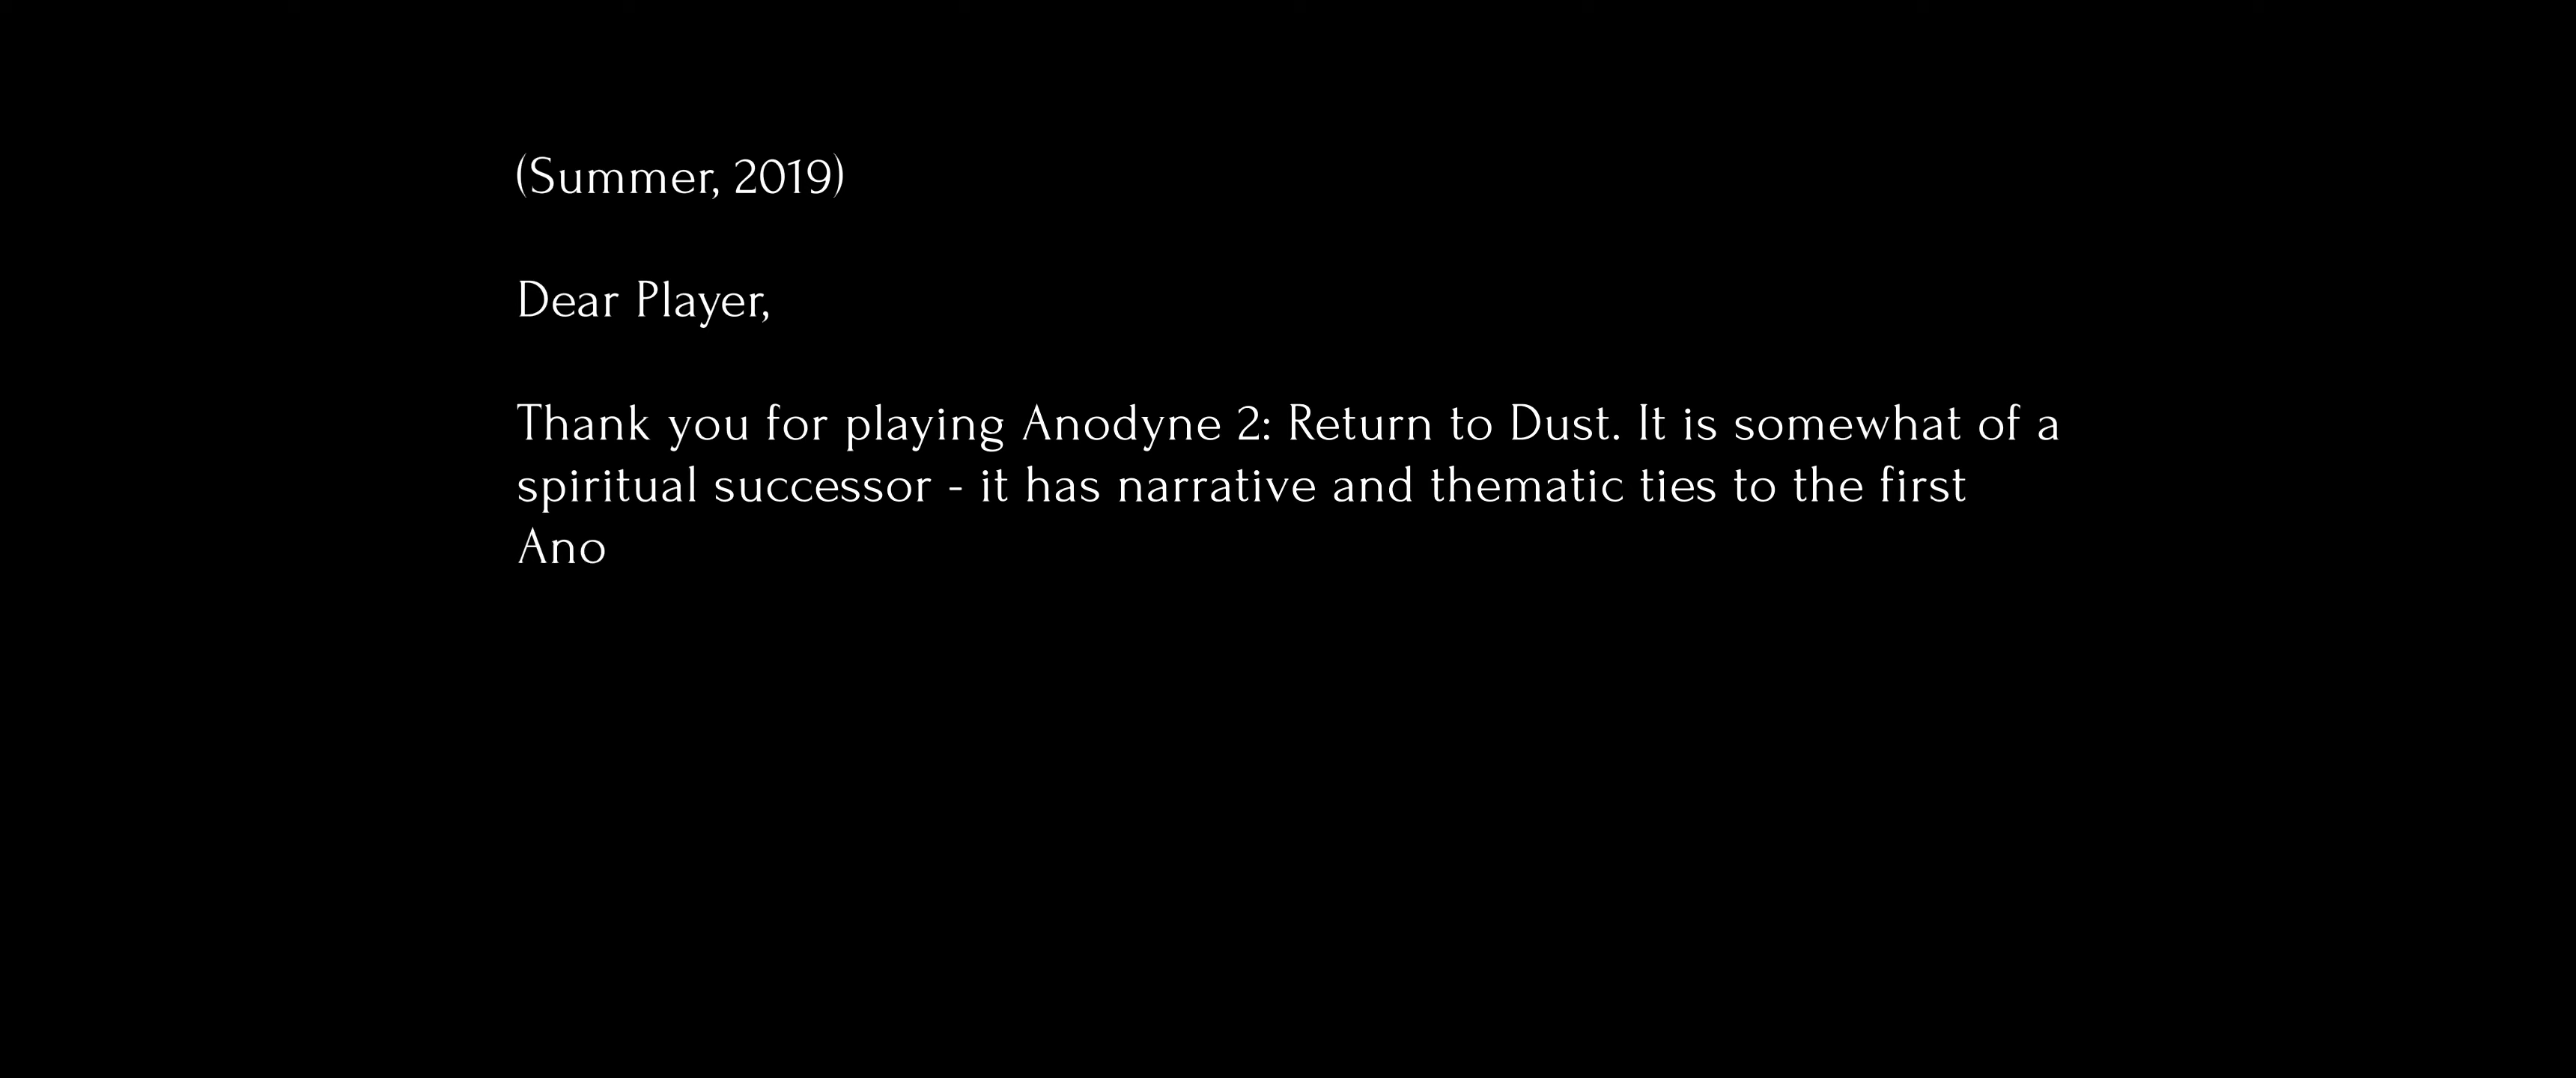 (Summer, 2019)
Dear Player,
Thank you for playing Anodyne 2: Return to Dust. It is somewhat of a
spiritual successor - it has narrative and thematic ties to the first
Ano